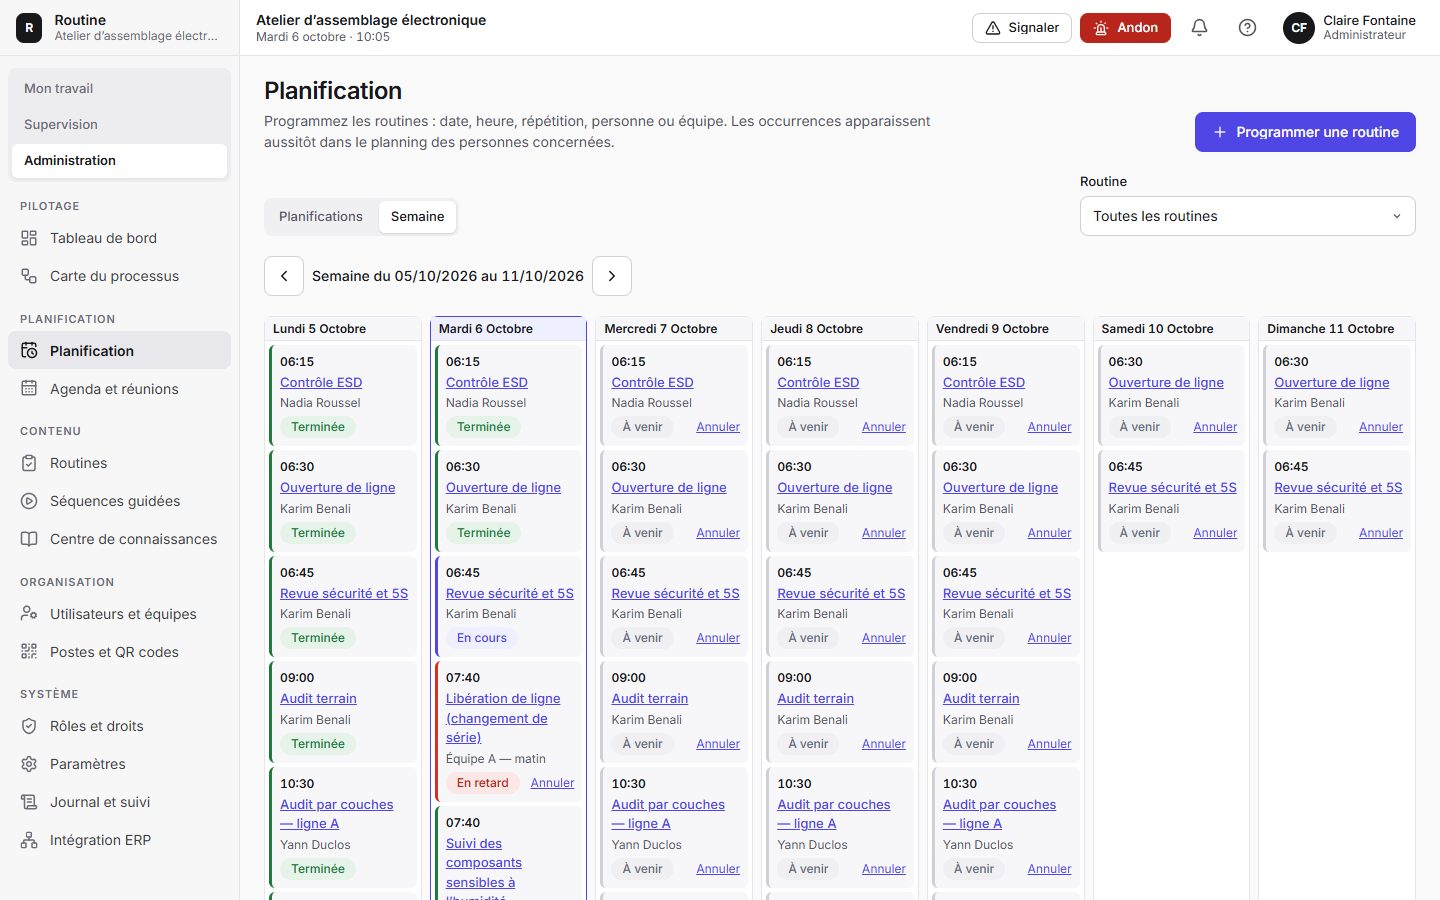 R
Routine
Atelier d'assemblage électr...
Mon travail
Supervision
Administration
PILOTAGE
Tableau de bord
Carte du processus
PLANIFICATION
Planification
Agenda et réunions
CONTENU
Routines
Séquences guidées
Centre de connaissances
ORGANISATION
Utilisateurs et équipes
Postes et QR codes
SYSTÈME
Rôles et droits
Paramètres
Journal et suivi
Intégration ERP
Atelier d'assemblage électronique
Mardi 6 octobre · 10:05
Signaler
Andon
CF
Claire Fontaine
Administrateur
Planification
Programmez les routines : date, heure, répétition, personne ou équipe. Les occurrences apparaissent
aussitôt dans le planning des personnes concernées.
Programmer une routine
Planifications
Semaine
Routine
Toutes les routines
Semaine du 05/10/2026 au 11/10/2026
Lundi 5 Octobre
06:15
Contrôle ESD
Nadia Roussel
Terminée
06:30
Ouverture de ligne
Karim Benali
Terminée
06:45
Revue sécurité et 5S
Karim Benali
Terminée
09:00
Audit terrain
Karim Benali
Terminée
10:30
Audit par couches
— ligne A
Yann Duclos
Terminée
Mardi 6 Octobre
06:15
Contrôle ESD
Nadia Roussel
Terminée
06:30
Ouverture de ligne
Karim Benali
Terminée
06:45
Revue sécurité et 5S
Karim Benali
En cours
07:40
Libération de ligne
(changement de
série)
Équipe A — matin
En retard Annuler
07:40
Suivi des
composants
sensibles à
l'humidité
Mercredi 7 Octobre
06:15
Contrôle ESD
Nadia Roussel
À venir Annuler
06:30
Ouverture de ligne
Karim Benali
À venir Annuler
06:45
Revue sécurité et 5S
Karim Benali
À venir Annuler
09:00
Audit terrain
Karim Benali
À venir Annuler
10:30
Audit par couches
— ligne A
Yann Duclos
À venir Annuler
Jeudi 8 Octobre
06:15
Contrôle ESD
Nadia Roussel
À venir Annuler
06:30
Ouverture de ligne
Karim Benali
À venir Annuler
06:45
Revue sécurité et 5S
Karim Benali
À venir Annuler
09:00
Audit terrain
Karim Benali
À venir Annuler
10:30
Audit par couches
— ligne A
Yann Duclos
À venir Annuler
Vendredi 9 Octobre
06:15
Contrôle ESD
Nadia Roussel
À venir Annuler
06:30
Ouverture de ligne
Karim Benali
À venir Annuler
06:45
Revue sécurité et 5S
Karim Benali
À venir Annuler
09:00
Audit terrain
Karim Benali
À venir Annuler
10:30
Audit par couches
— ligne A
Yann Duclos
À venir Annuler
Samedi 10 Octobre
06:30
Ouverture de ligne
Karim Benali
À venir Annuler
06:45
Revue sécurité et 5S
Karim Benali
À venir Annuler
Dimanche 11 Octobre
06:30
Ouverture de ligne
Karim Benali
À venir Annuler
06:45
Revue sécurité et 5S
Karim Benali
À venir Annuler